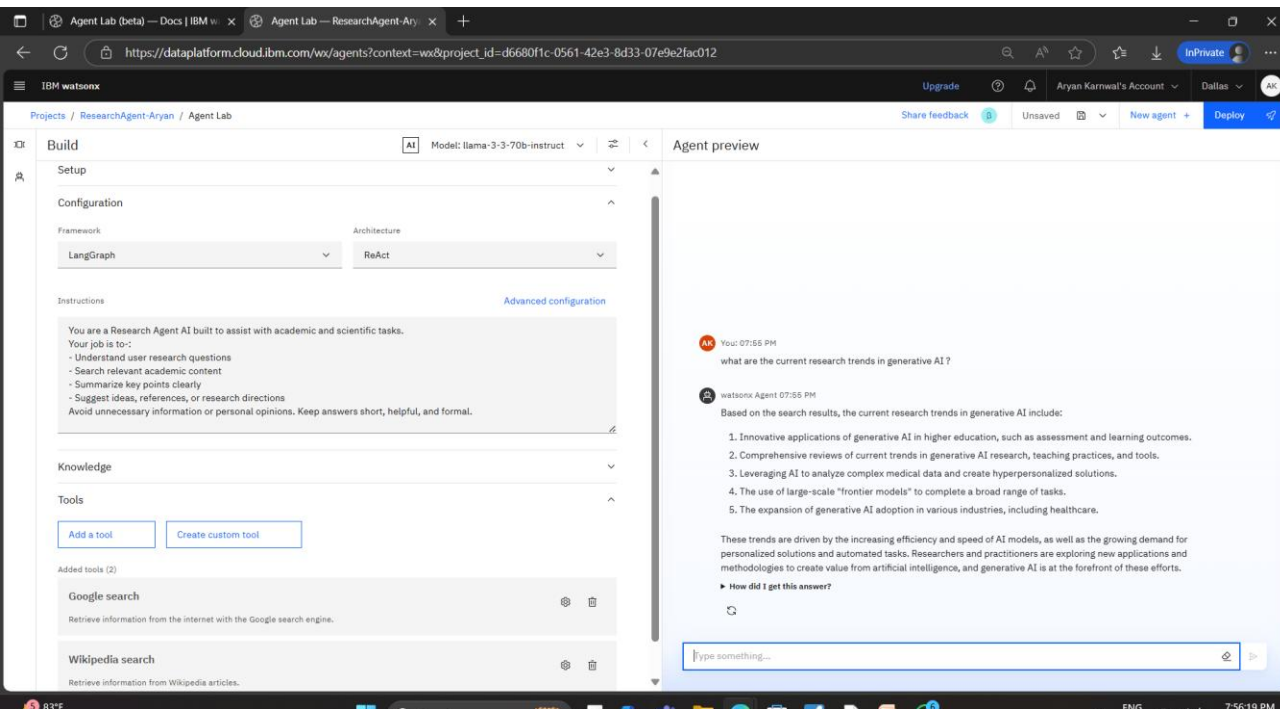 Agent Lab (beta) — Docs | IBM w
Agent Lab — ResearchAgent-Ary
https://dataplatform.cloud.ibm.com/wx/agents?context=wx&project_id=d6680f1c-0561-42e3-8d33-07e9e2fac012
InPrivate
IBM watsonx
Upgrade
Aryan Karnwal's Account
Dallas
AK
Projects / ResearchAgent-Aryan / Agent Lab
Share feedback
β
Unsaved
New agent +
Deploy
Build
AI
Model: llama-3-3-70b-instruct
Agent preview
Setup
Configuration
Framework
Architecture
LangGraph
ReAct
Instructions
Advanced configuration
You are a Research Agent AI built to assist with academic and scientific tasks.
Your job is to-:
- Understand user research questions
- Search relevant academic content
- Summarize key points clearly
- Suggest ideas, references, or research directions
Avoid unnecessary information or personal opinions. Keep answers short, helpful, and formal.
Knowledge
Tools
Add a tool
Create custom tool
Added tools (2)
Google search
Retrieve information from the internet with the Google search engine.
Wikipedia search
Retrieve information from Wikipedia articles.
AK
You: 07:55 PM
what are the current research trends in generative AI ?
watsonx Agent 07:55 PM
Based on the search results, the current research trends in generative AI include:
1. Innovative applications of generative AI in higher education, such as assessment and learning outcomes.
2. Comprehensive reviews of current trends in generative AI research, teaching practices, and tools.
3. Leveraging AI to analyze complex medical data and create hyperpersonalized solutions.
4. The use of large-scale "frontier models" to complete a broad range of tasks.
5. The expansion of generative AI adoption in various industries, including healthcare.
These trends are driven by the increasing efficiency and speed of AI models, as well as the growing demand for
personalized solutions and automated tasks. Researchers and practitioners are exploring new applications and
methodologies to create value from artificial intelligence, and generative AI is at the forefront of these efforts.
How did I get this answer?
Type something...
5
83°F
6
ENG
7:56:19 PM